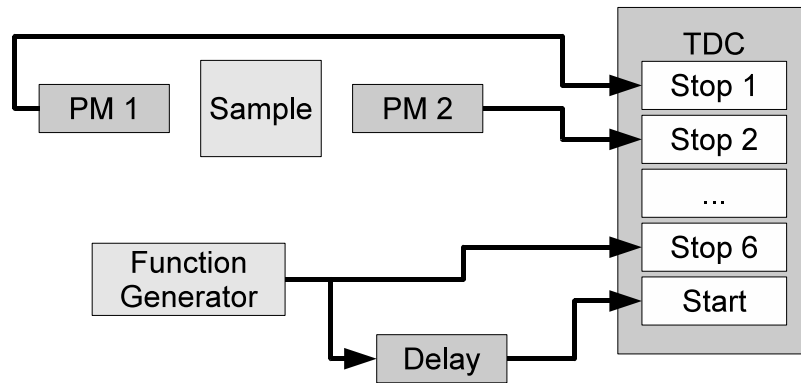 TDC
PM 1
Sample
PM 2
Stop 1
Stop 2
...
Function
Generator
Stop 6
Start
Delay